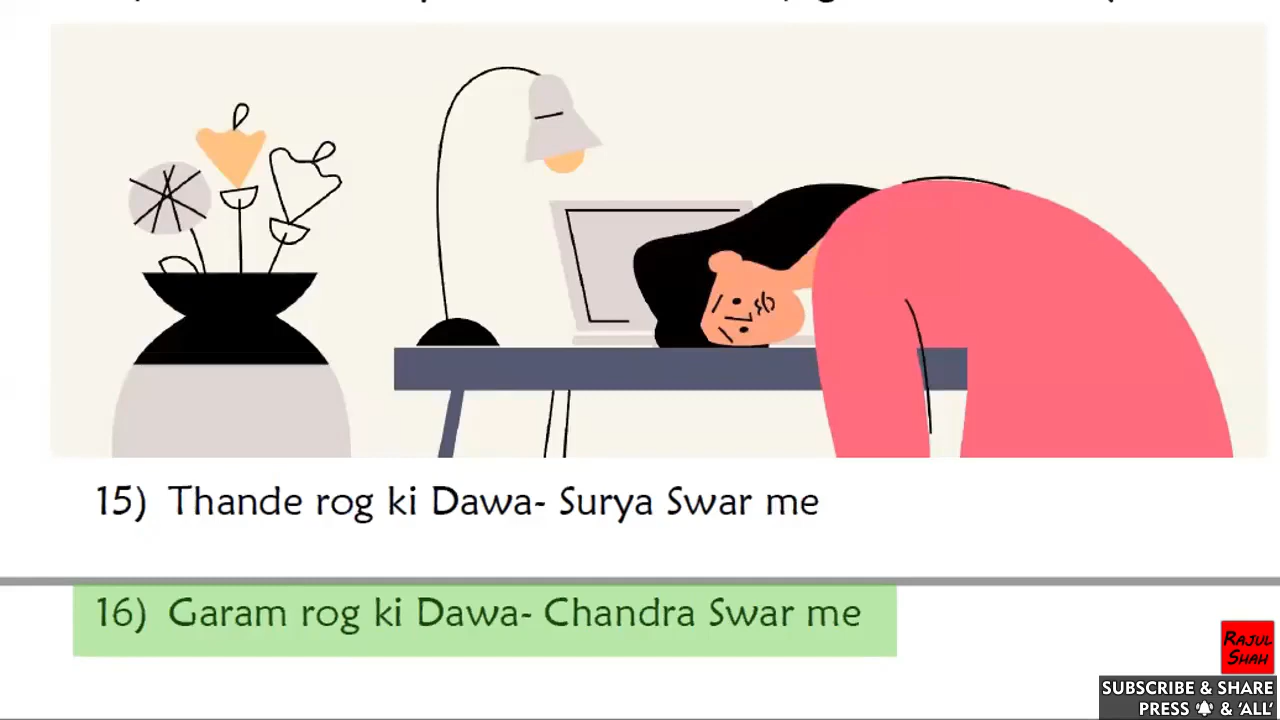 15) Thande rog ki Dawa- Surya Swar me
16) Garam rog ki Dawa- Chandra Swar me
RAJUL
SHAH
SUBSCRIBE & SHARE
PRESS 🔔 & 'ALL'